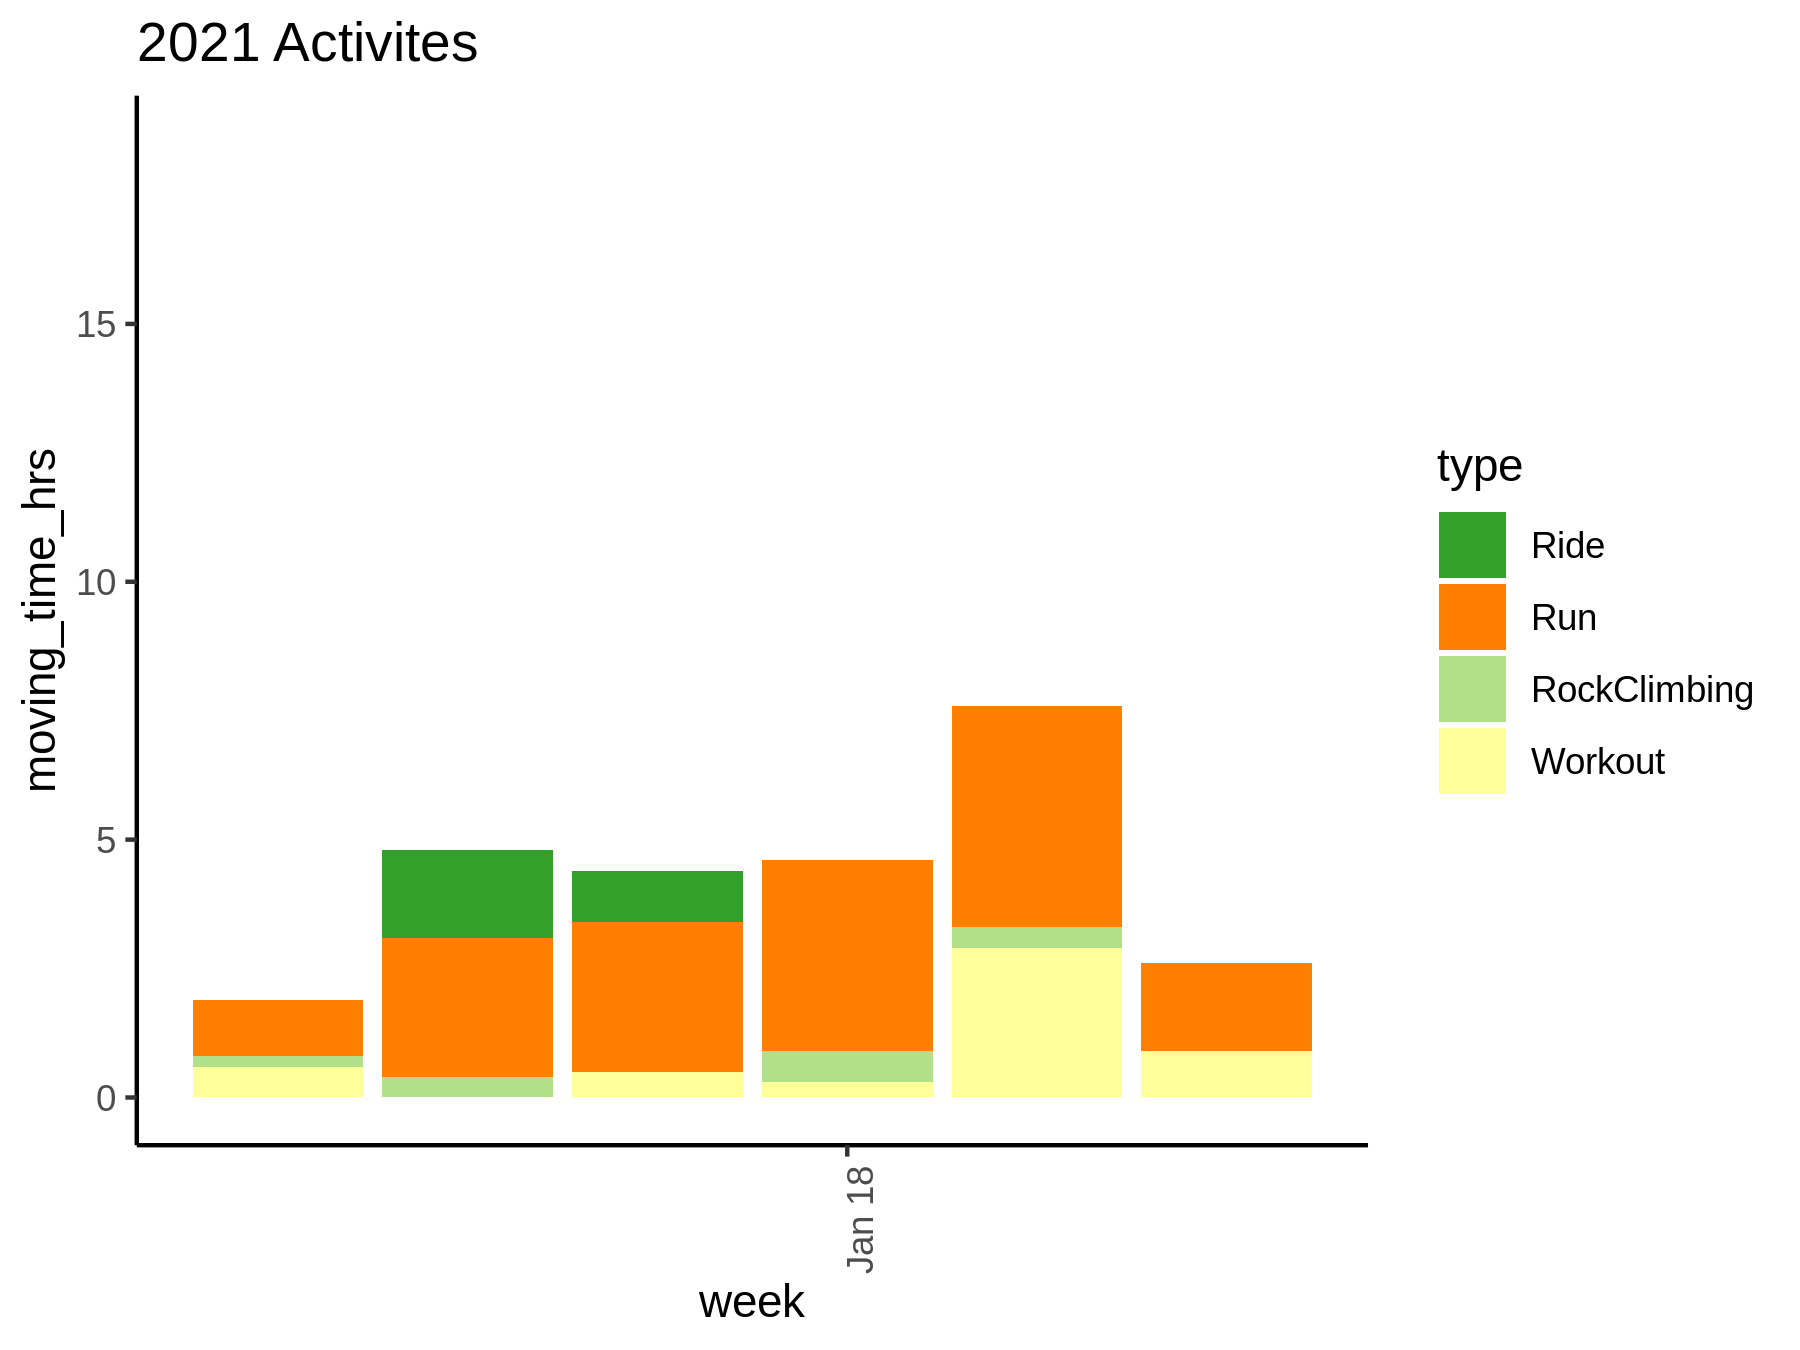 2021 Activites
moving_time_hrs
15
10
5
0
Jan 18
week
type
Ride
Run
RockClimbing
Workout